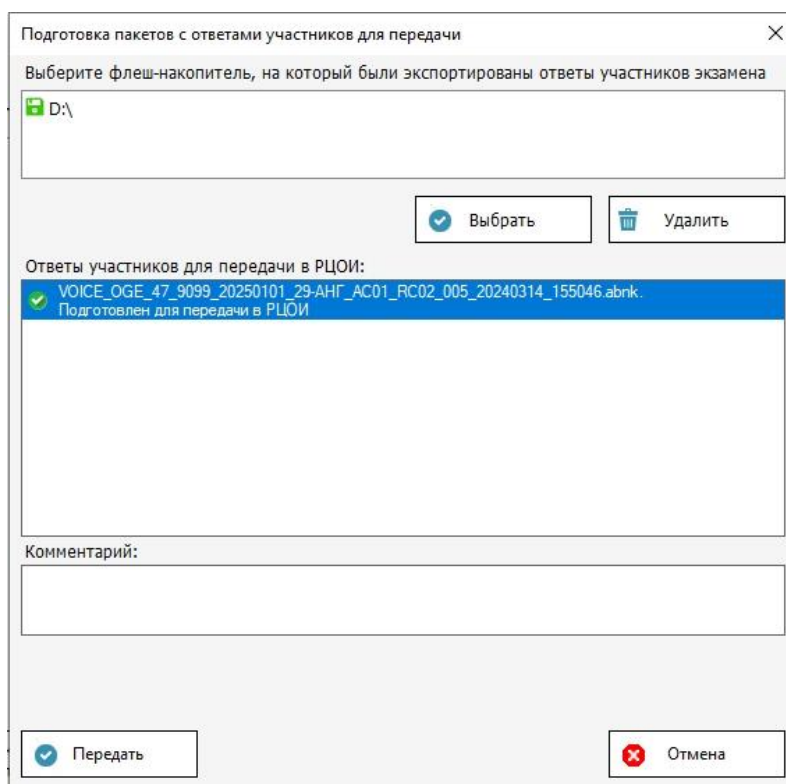 Подготовка пакетов с ответами участников для передачи
Выберите флеш-накопитель, на который были экспортированы ответы участников экзамена
D:\
Выбрать
Удалить
Ответы участников для передачи в РЦОИ:
VOICE_OGE_47_9099_20250101_29-АНГ_AC01_RC02_005_20240314_155046.abnk.
Подготовлен для передачи в РЦОИ
Комментарий:
Передать
Отмена